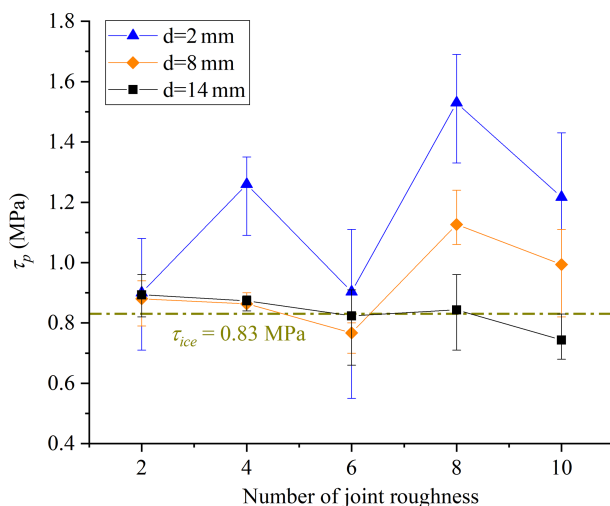 1.8
1.6
1.4
1.2
1.0
0.8
0.6
0.4
τp (MPa)
d=2 mm
d=8 mm
d=14 mm
τice = 0.83 MPa
2 4 6 8 10
Number of joint roughness